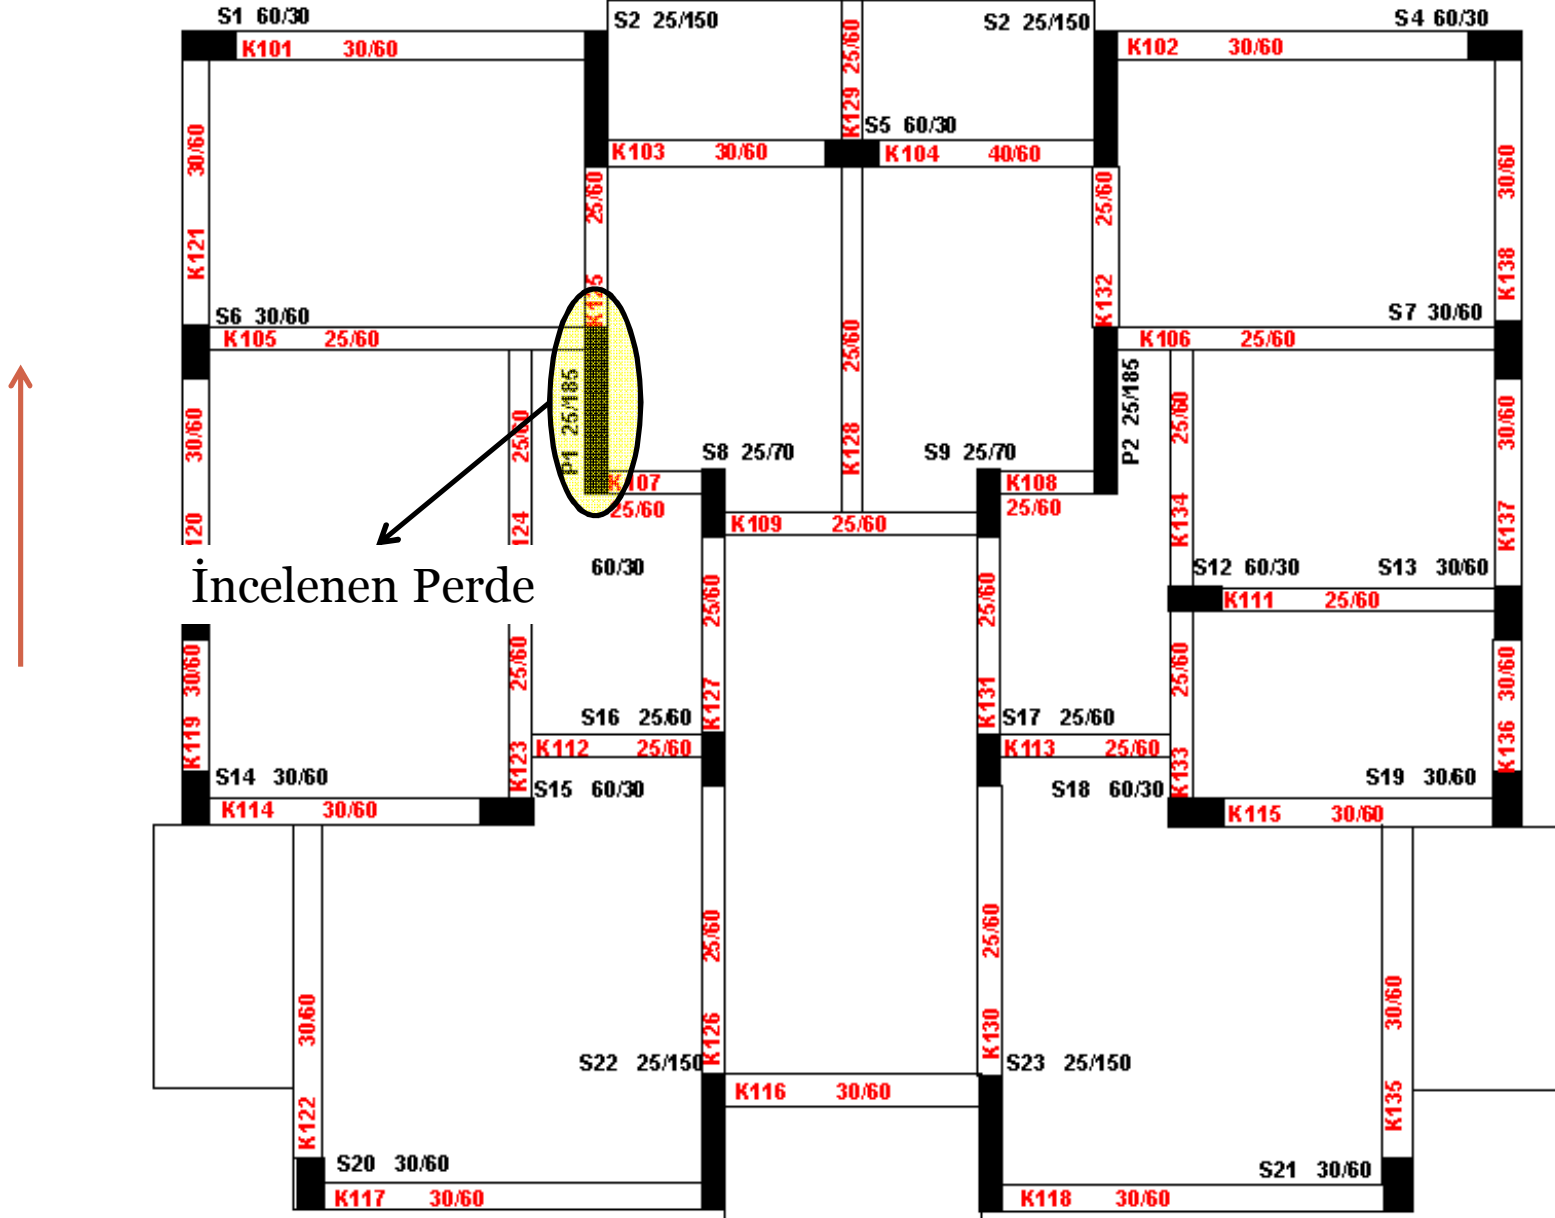 S1 60/30
S2 25/150
S2 25/150
S4 60/30
K101 30/60
K129 25/60
K102 30/60
S5 60/30
K103 30/60
K104 40/60
K121 30/60
25/60
K132 25/60
K138 30/60
S6 30/60
S7 30/60
K105 25/60
K106 25/60
P1 25/185
P2 25/185
K128 25/60
30/60
25/60
K134 25/60
K137 30/60
S8 25/70
S9 25/70
K107
25/60
K108
25/60
K109 25/60
120
124
İncelenen Perde
60/30
S12 60/30
S13 30/60
K111 25/60
K127 25/60
K131 25/60
K119 30/60
K123 25/60
K133 25/60
K136 30/60
S16 25/60
S17 25/60
K112 25/60
K113 25/60
S14 30/60
S15 60/30
S18 60/30
S19 30/60
K114 30/60
K115 30/60
K126 25/60
K130 25/60
K122 30/60
K135 30/60
S22 25/150
S23 25/150
K116 30/60
S20 30/60
S21 30/60
K117 30/60
K118 30/60